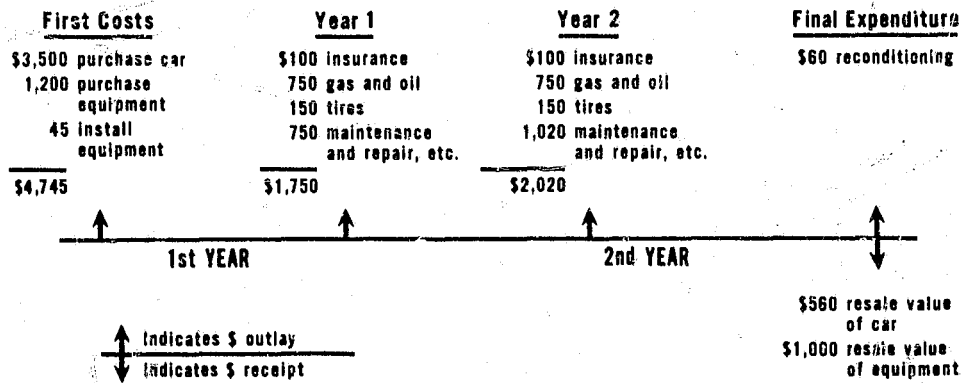 First Costs
$3,500 purchase car
1,200 purchase
equipment
45 install
equipment
$4,745
Year 1
$100 insurance
750 gas and oil
150 tires
750 maintenance
and repair, etc.
$1,750
Year 2
$100 insurance
750 gas and oil
150 tires
1,020 maintenance
and repair, etc.
$2,020
Final Expenditure
$60 reconditioning
1st YEAR
2nd YEAR
$560 resale value
of car
$1,000 resale value
of equipment
Indicates $ outlay
Indicates $ receipt